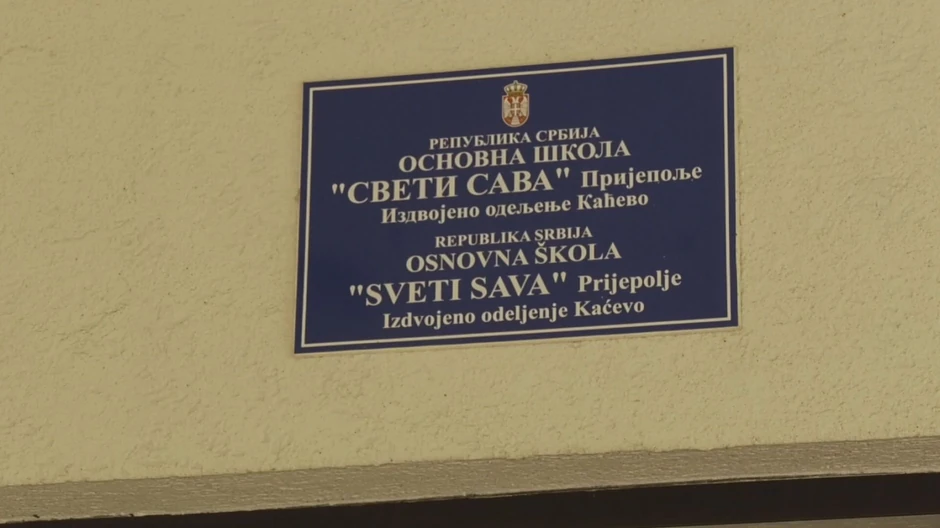 РЕПУБЛИКА СРБИЈА
ОСНОВНА ШКОЛА
"СВЕТИ САВА" Пријепоље
Издвојено одељење Каћево
REPUBLIKA SRBIJA
OSNOVNA ŠKOLA
"SVETI SAVA" Prijepolje
Izdvojeno odeljenje Kaćevo